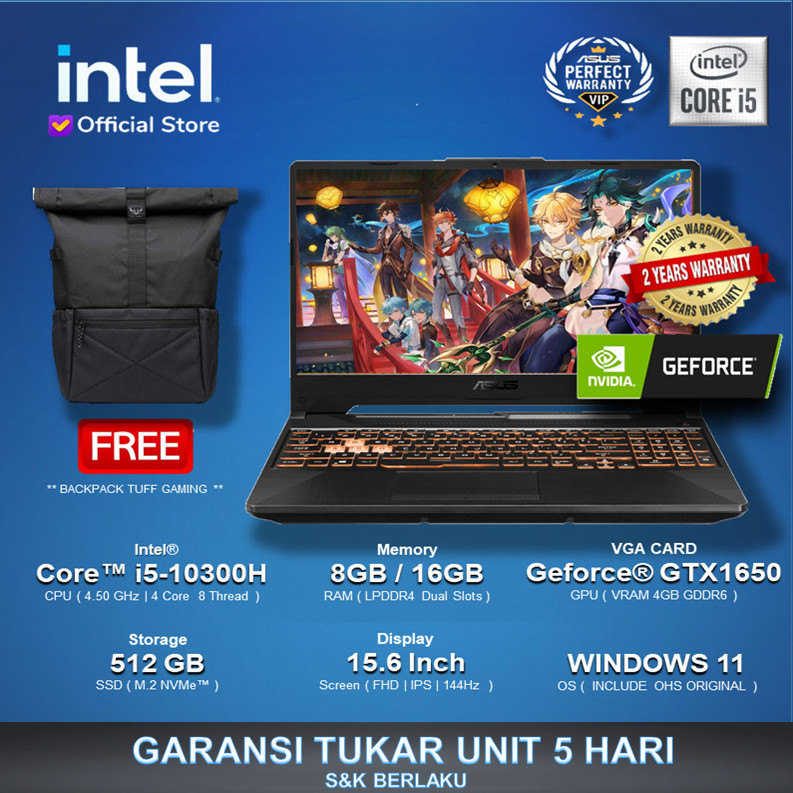 intel.
Official Store
ASUS
PERFECT
WARRANTY
VIP
intel
CORE i5
2 YEARS WARRANTY
2 YEARS WARRANTY
2 YEARS WARRANTY
NVIDIA.
GEFORCE
ASUS
FREE
** BACKPACK TUFF GAMING **
Intel®
Core™ i5-10300H
CPU ( 4.50 GHz | 4 Core 8 Thread )
Memory
8GB / 16GB
RAM ( LPDDR4 Dual Slots )
VGA CARD
Geforce® GTX1650
GPU ( VRAM 4GB GDDR6 )
Storage
512 GB
SSD ( M.2 NVMe™ )
Display
15.6 Inch
Screen ( FHD | IPS | 144Hz )
WINDOWS 11
OS ( INCLUDE OHS ORIGINAL )
GARANSI TUKAR UNIT 5 HARI
S&K BERLAKU